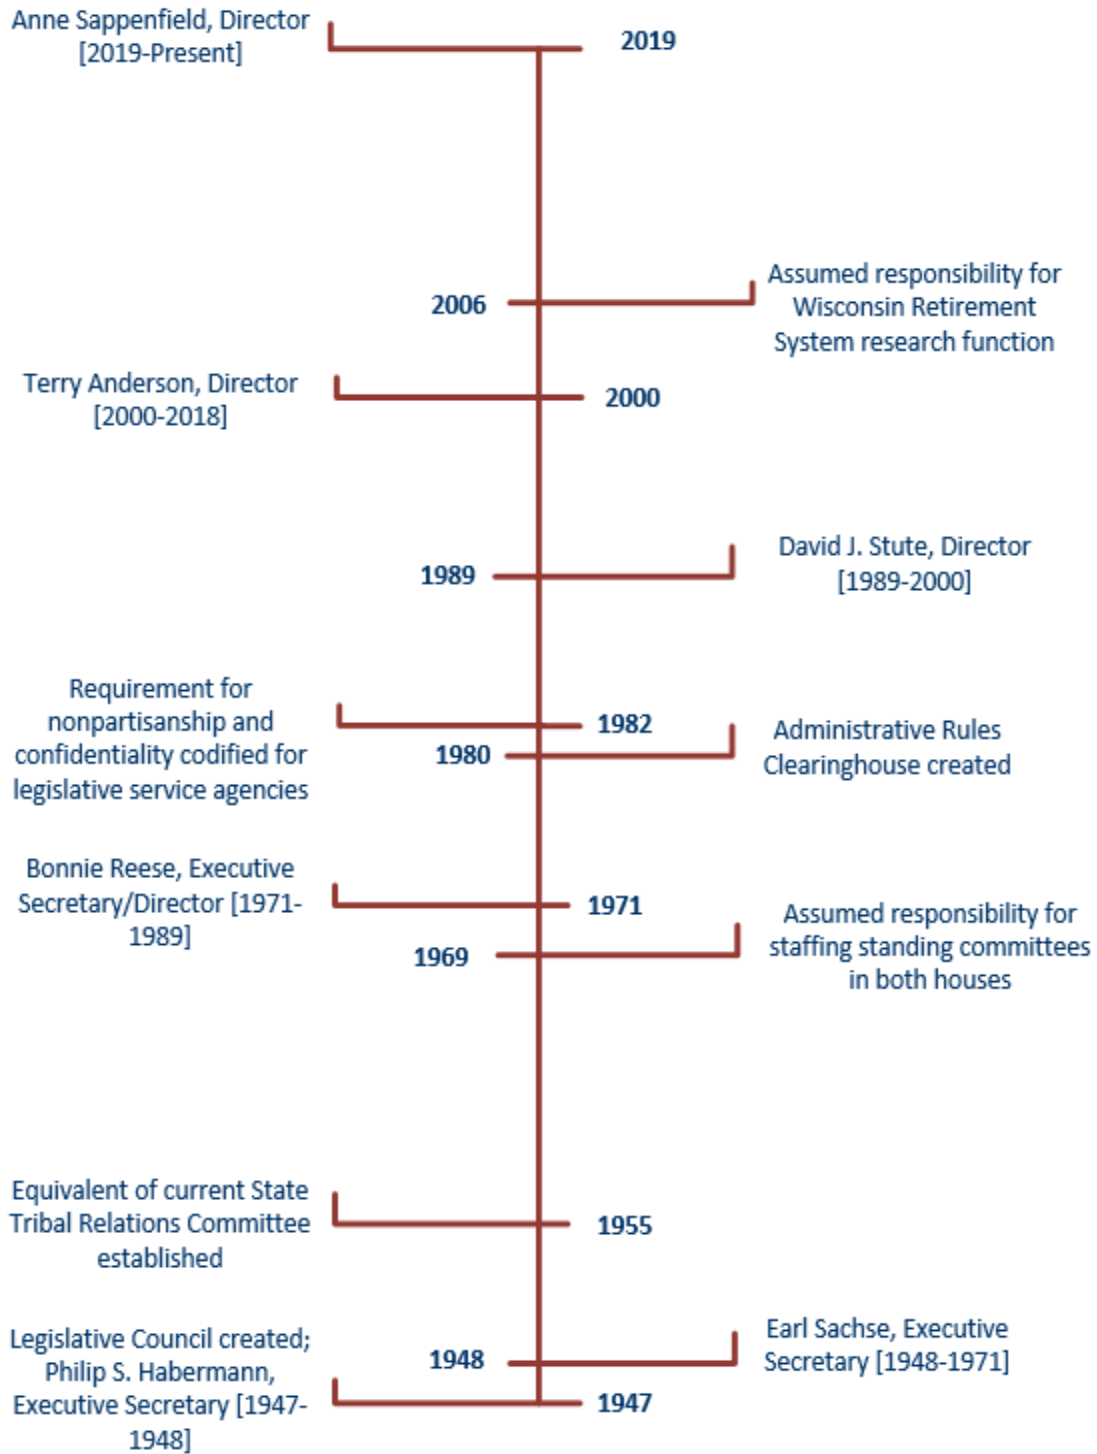 Anne Sappenfield, Director
[2019-Present]
2019
Assumed responsibility for
Wisconsin Retirement
System research function
2006
Terry Anderson, Director
[2000-2018]
2000
David J. Stute, Director
[1989-2000]
1989
Requirement for
nonpartisanship and
confidentiality codified for
legislative service agencies
1982
Administrative Rules
Clearinghouse created
1980
Bonnie Reese, Executive
Secretary/Director [1971-
1989]
1971
Assumed responsibility for
staffing standing committees
in both houses
1969
Equivalent of current State
Tribal Relations Committee
established
1955
Earl Sachse, Executive
Secretary [1948-1971]
1948
Legislative Council created;
Philip S. Habermann,
Executive Secretary [1947-
1948]
1947